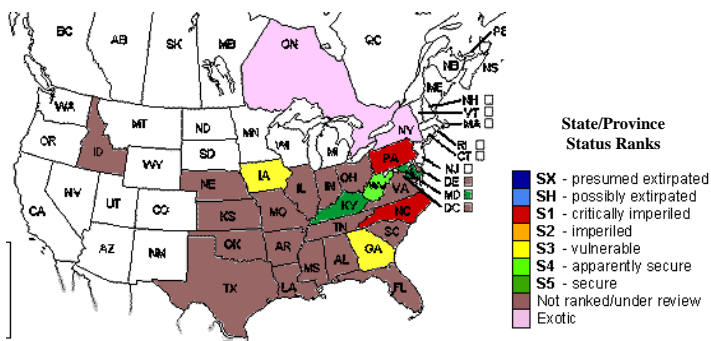 BC
AB
SK
MB
ON
QC
NB
PE
NS
ME
WA
MT
ND
MN
OR
ID
WY
SD
WI
MI
NY
NH
VT
MA
RI
CT
NJ
DE
MD
DC
CA
NV
UT
CO
NE
IA
IL
IN
OH
PA
WV
VA
KY
KS
MO
AZ
NM
OK
AR
TN
NC
SC
TX
LA
MS
AL
GA
FL
State/Province
Status Ranks
SX - presumed extirpated
SH - possibly extirpated
S1 - critically imperiled
S2 - imperiled
S3 - vulnerable
S4 - apparently secure
S5 - secure
Not ranked/under review
Exotic